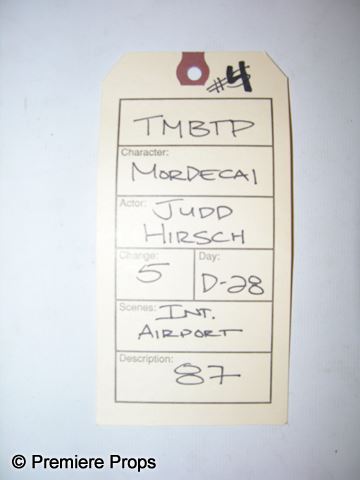 #4
TMBTP
Character:
MORDECAI
Actor: JUDD
HIRSCH
Change: Day:
5 D-28
Scenes: INT.
AIRPORT
Description:
87
© Premiere Props